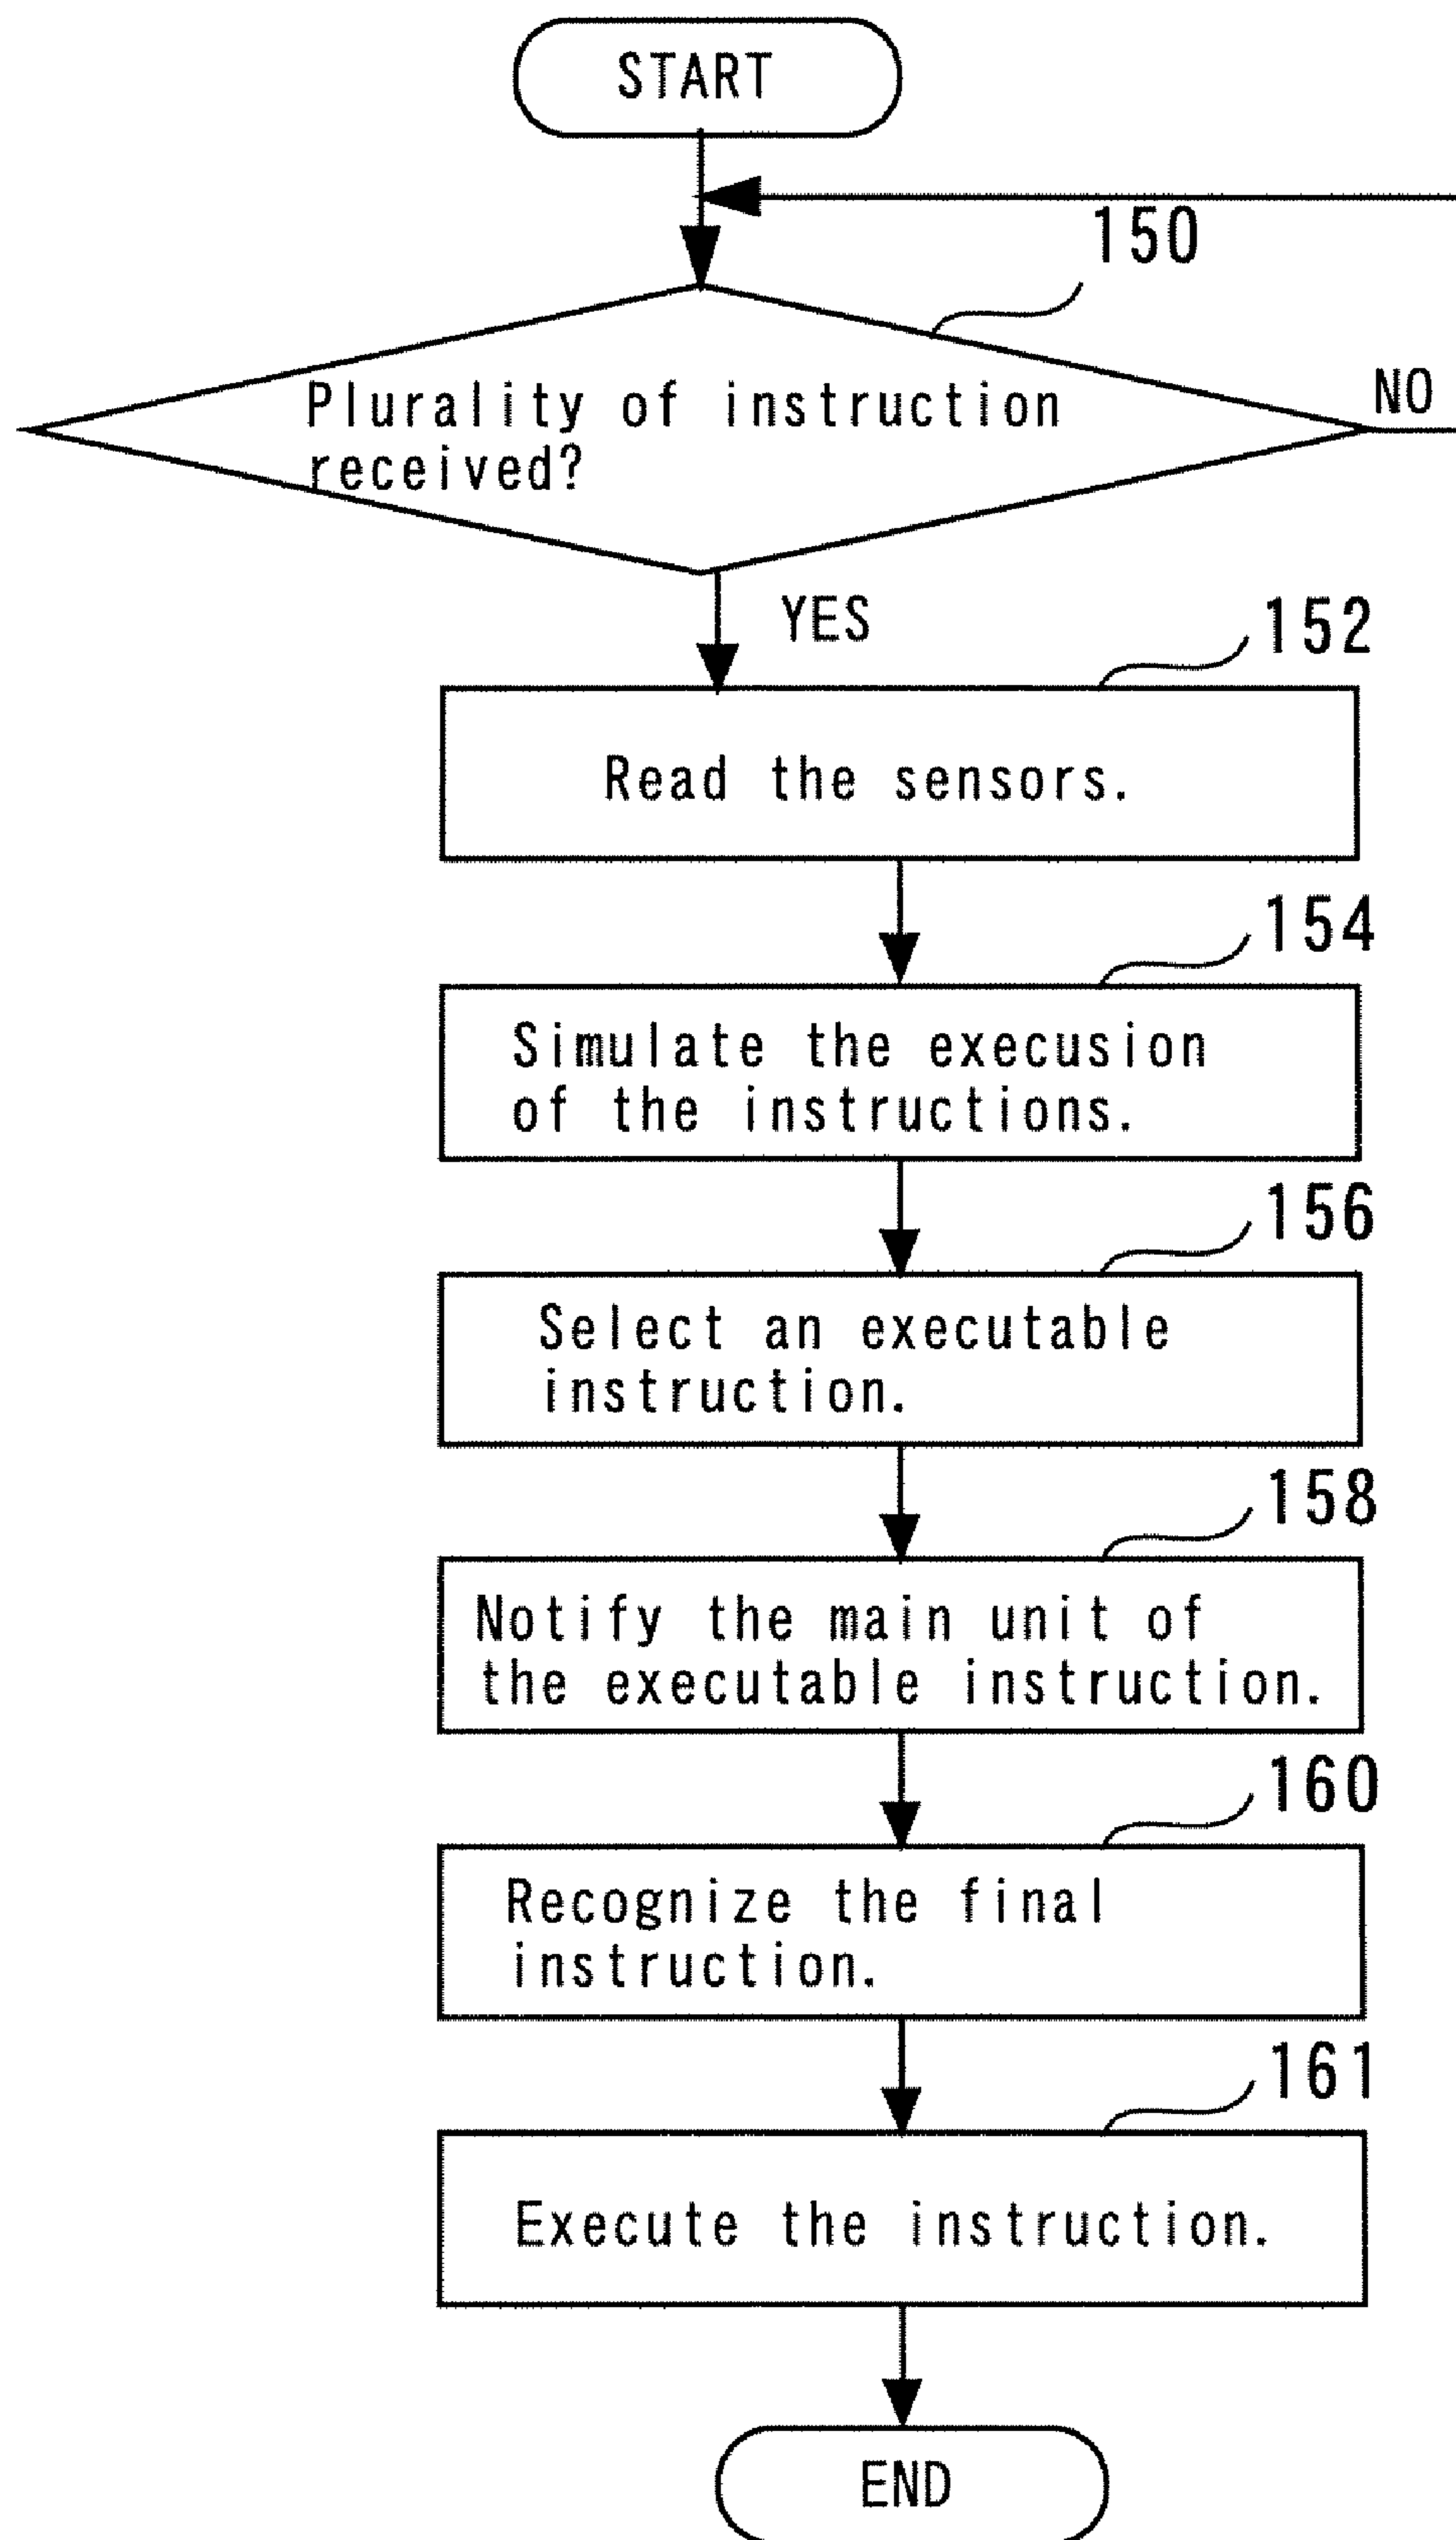 START
150
Plurality of instruction
received?
NO
YES
152
Read the sensors.
154
Simulate the execusion
of the instructions.
156
Select an executable
instruction.
158
Notify the main unit of
the executable instruction.
160
Recognize the final
instruction.
161
Execute the instruction.
END